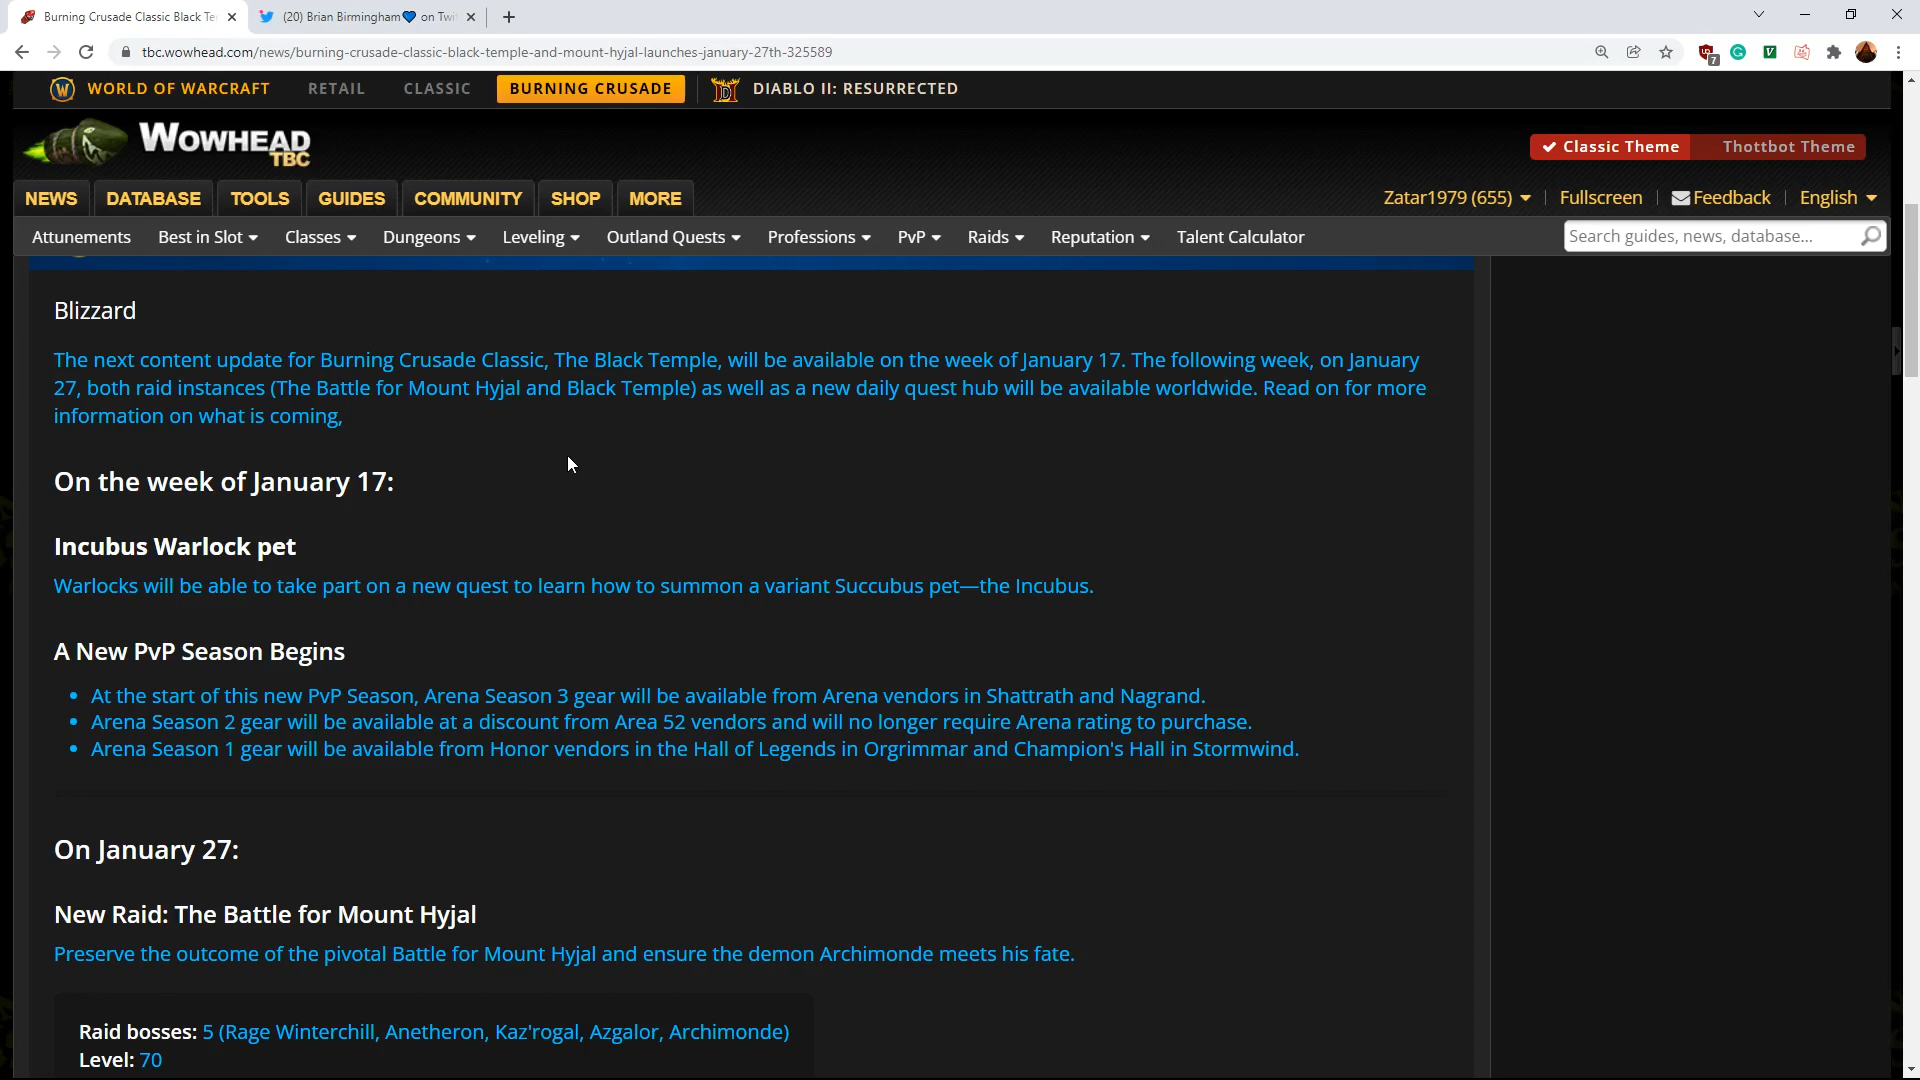 Burning Crusade Classic Black Te
(20) Brian Birmingham💙 on Twi
tbc.wowhead.com/news/burning-crusade-classic-black-temple-and-mount-hyjal-launches-january-27th-325589
7
WORLD OF WARCRAFT RETAIL CLASSIC BURNING CRUSADE DIABLO II: RESURRECTED
WOWHEAD
TBC
Classic Theme Thottbot Theme
NEWS DATABASE TOOLS GUIDES COMMUNITY SHOP MORE
Zatar1979 (655) Fullscreen Feedback English
Attunements Best in Slot Classes Dungeons Leveling Outland Quests Professions PvP Raids Reputation Talent Calculator
Search guides, news, database...
Blizzard
The next content update for Burning Crusade Classic, The Black Temple, will be available on the week of January 17. The following week, on January
27, both raid instances (The Battle for Mount Hyjal and Black Temple) as well as a new daily quest hub will be available worldwide. Read on for more
information on what is coming,
On the week of January 17:
Incubus Warlock pet
Warlocks will be able to take part on a new quest to learn how to summon a variant Succubus pet—the Incubus.
A New PvP Season Begins
• At the start of this new PvP Season, Arena Season 3 gear will be available from Arena vendors in Shattrath and Nagrand.
• Arena Season 2 gear will be available at a discount from Area 52 vendors and will no longer require Arena rating to purchase.
• Arena Season 1 gear will be available from Honor vendors in the Hall of Legends in Orgrimmar and Champion's Hall in Stormwind.
On January 27:
New Raid: The Battle for Mount Hyjal
Preserve the outcome of the pivotal Battle for Mount Hyjal and ensure the demon Archimonde meets his fate.
Raid bosses: 5 (Rage Winterchill, Anetheron, Kaz'rogal, Azgalor, Archimonde)
Level: 70